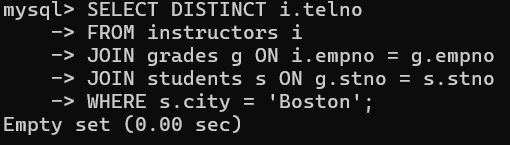 mysql> SELECT DISTINCT i.telno
    -> FROM instructors i
    -> JOIN grades g ON i.empno = g.empno
    -> JOIN students s ON g.stno = s.stno
    -> WHERE s.city = 'Boston';
Empty set (0.00 sec)